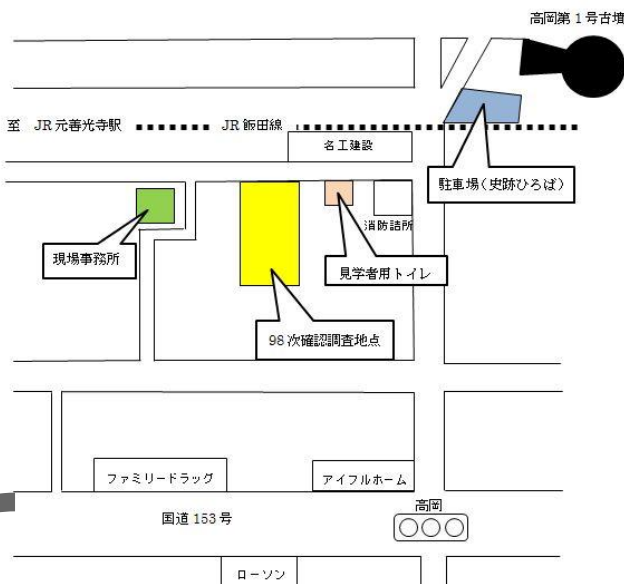 高岡第1号古墳
至 JR元善光寺駅
JR飯田線
名工建設
駐車場（史跡ひろば）
消防詰所
現場事務所
見学者用トイレ
98次確認調査地点
ファミリードラッグ
アイフルホーム
国道153号
高岡
ローソン